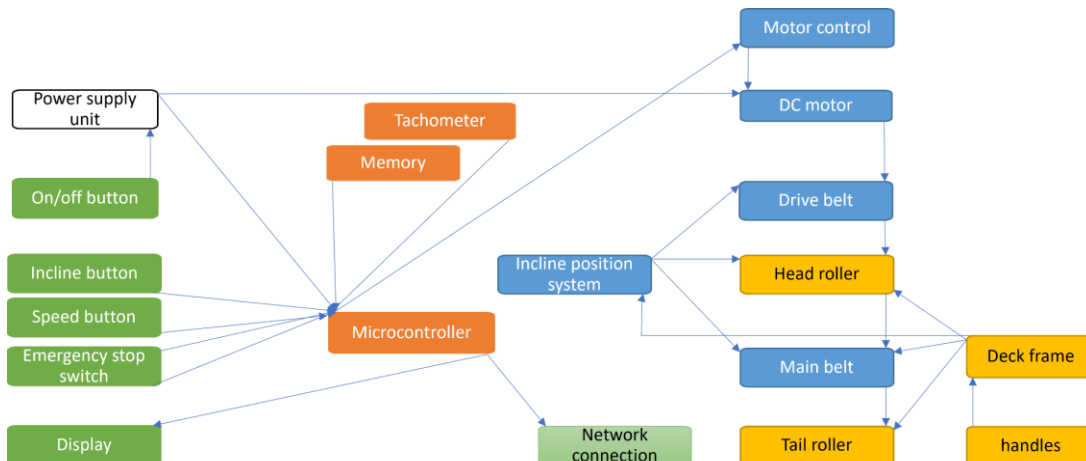 Motor control
Power supply
unit
DC motor
Tachometer
Memory
On/off button
Drive belt
Incline button
Incline position
system
Head roller
Speed button
Microcontroller
Emergency stop
switch
Main belt
Deck frame
Display
Network
connection
Tail roller
handles